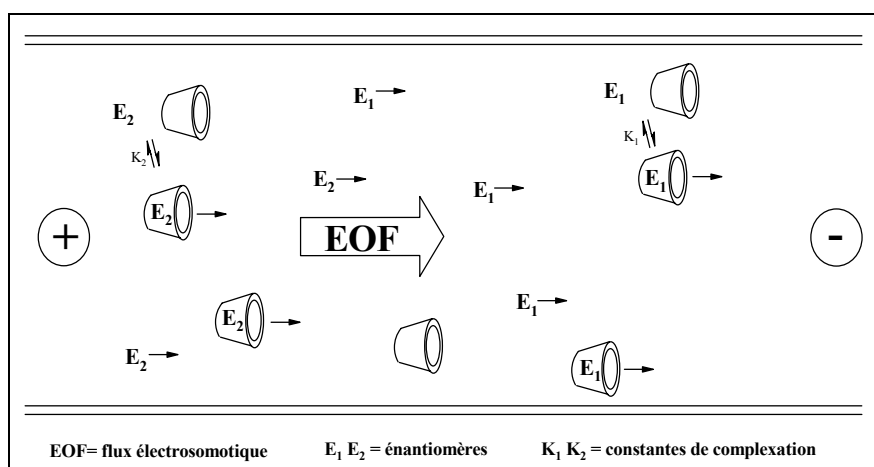 E₁
E₁
E₂
K₁
K₂
E₂
E₁
E₁
E₂
+
EOF
-
E₁
E₂
E₂
E₁
EOF= flux électrosomotique E₁ E₂ = énantiomères K₁ K₂ = constantes de complexation